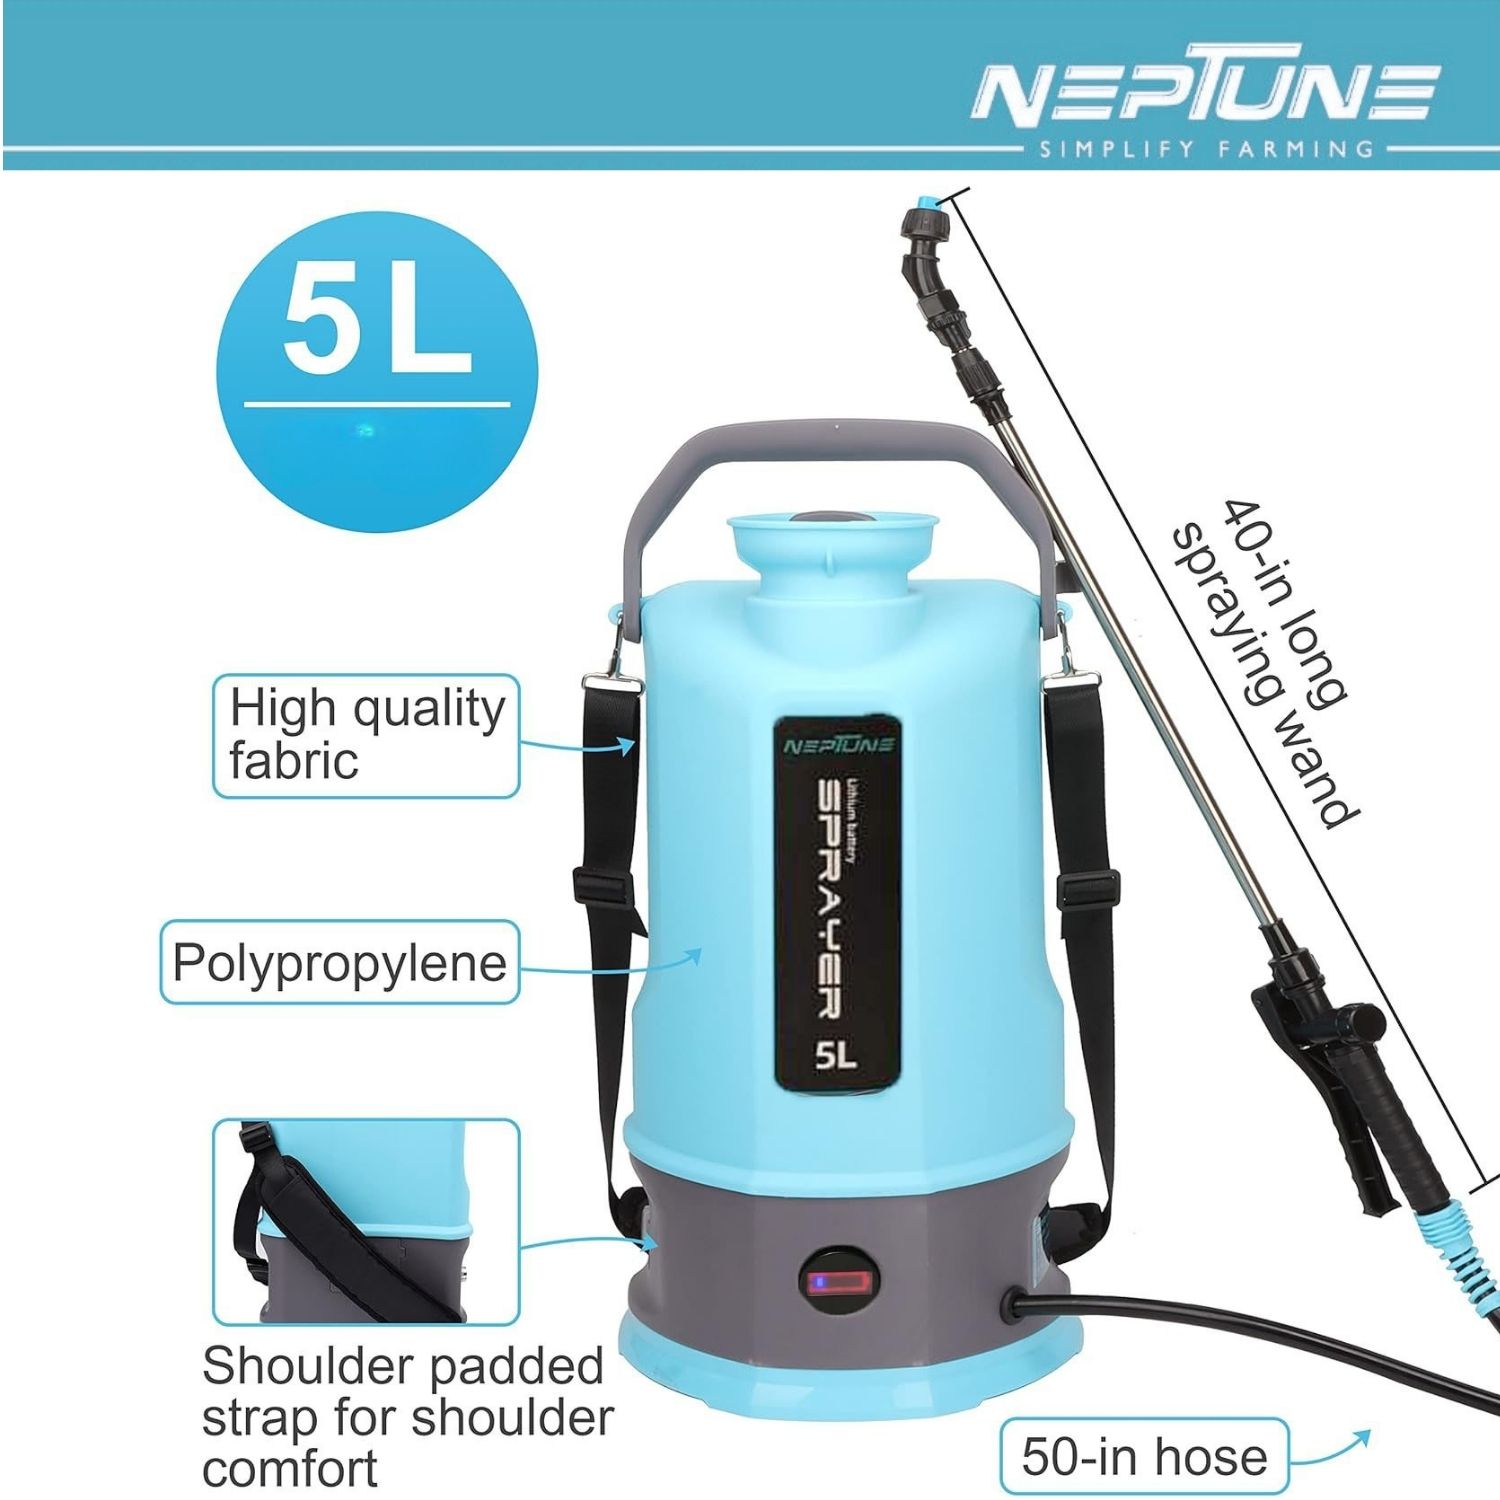 NEPTUNE
SIMPLIFY FARMING
5L
40-in long
spraying wand
High quality
fabric
NEPTUNE
Lithium battery
SPRAYER
5L
Polypropylene
Shoulder padded
strap for shoulder
comfort
50-in hose